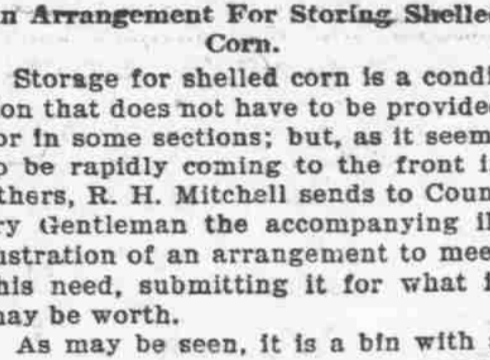 n Arrangement For Storing Shelle
Corn.
Storage for shelled corn is a condi
on that does not have to be provide
or in some sections; but, as it seem
o be rapidly coming to the front i
thers, R. H. Mitchell sends to Coun
ry Gentleman the accompanying il
ustration of an arrangement to mee
his need, submitting it for what i
nay be worth.
As may be seen, it is a bin with